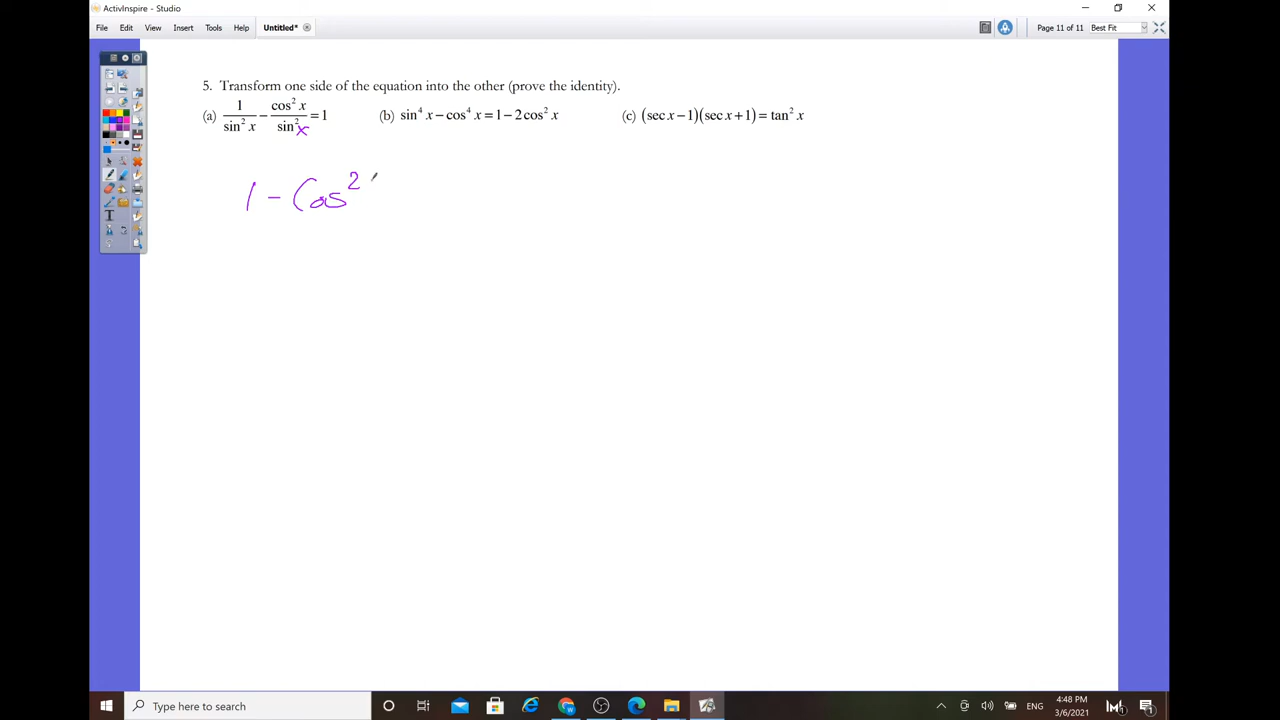 ActivInspire - Studio
File Edit View Insert Tools Help Untitled* Page 11 of 11 Best Fit
5. Transform one side of the equation into the other (prove the identity).
(a) 1/sin² x − cos² x/sin² x = 1 (b) sin⁴ x − cos⁴ x = 1 − 2 cos² x (c) (sec x − 1)(sec x + 1) = tan² x
1 - Cos²
Type here to search
ENG 4:48 PM
3/6/2021